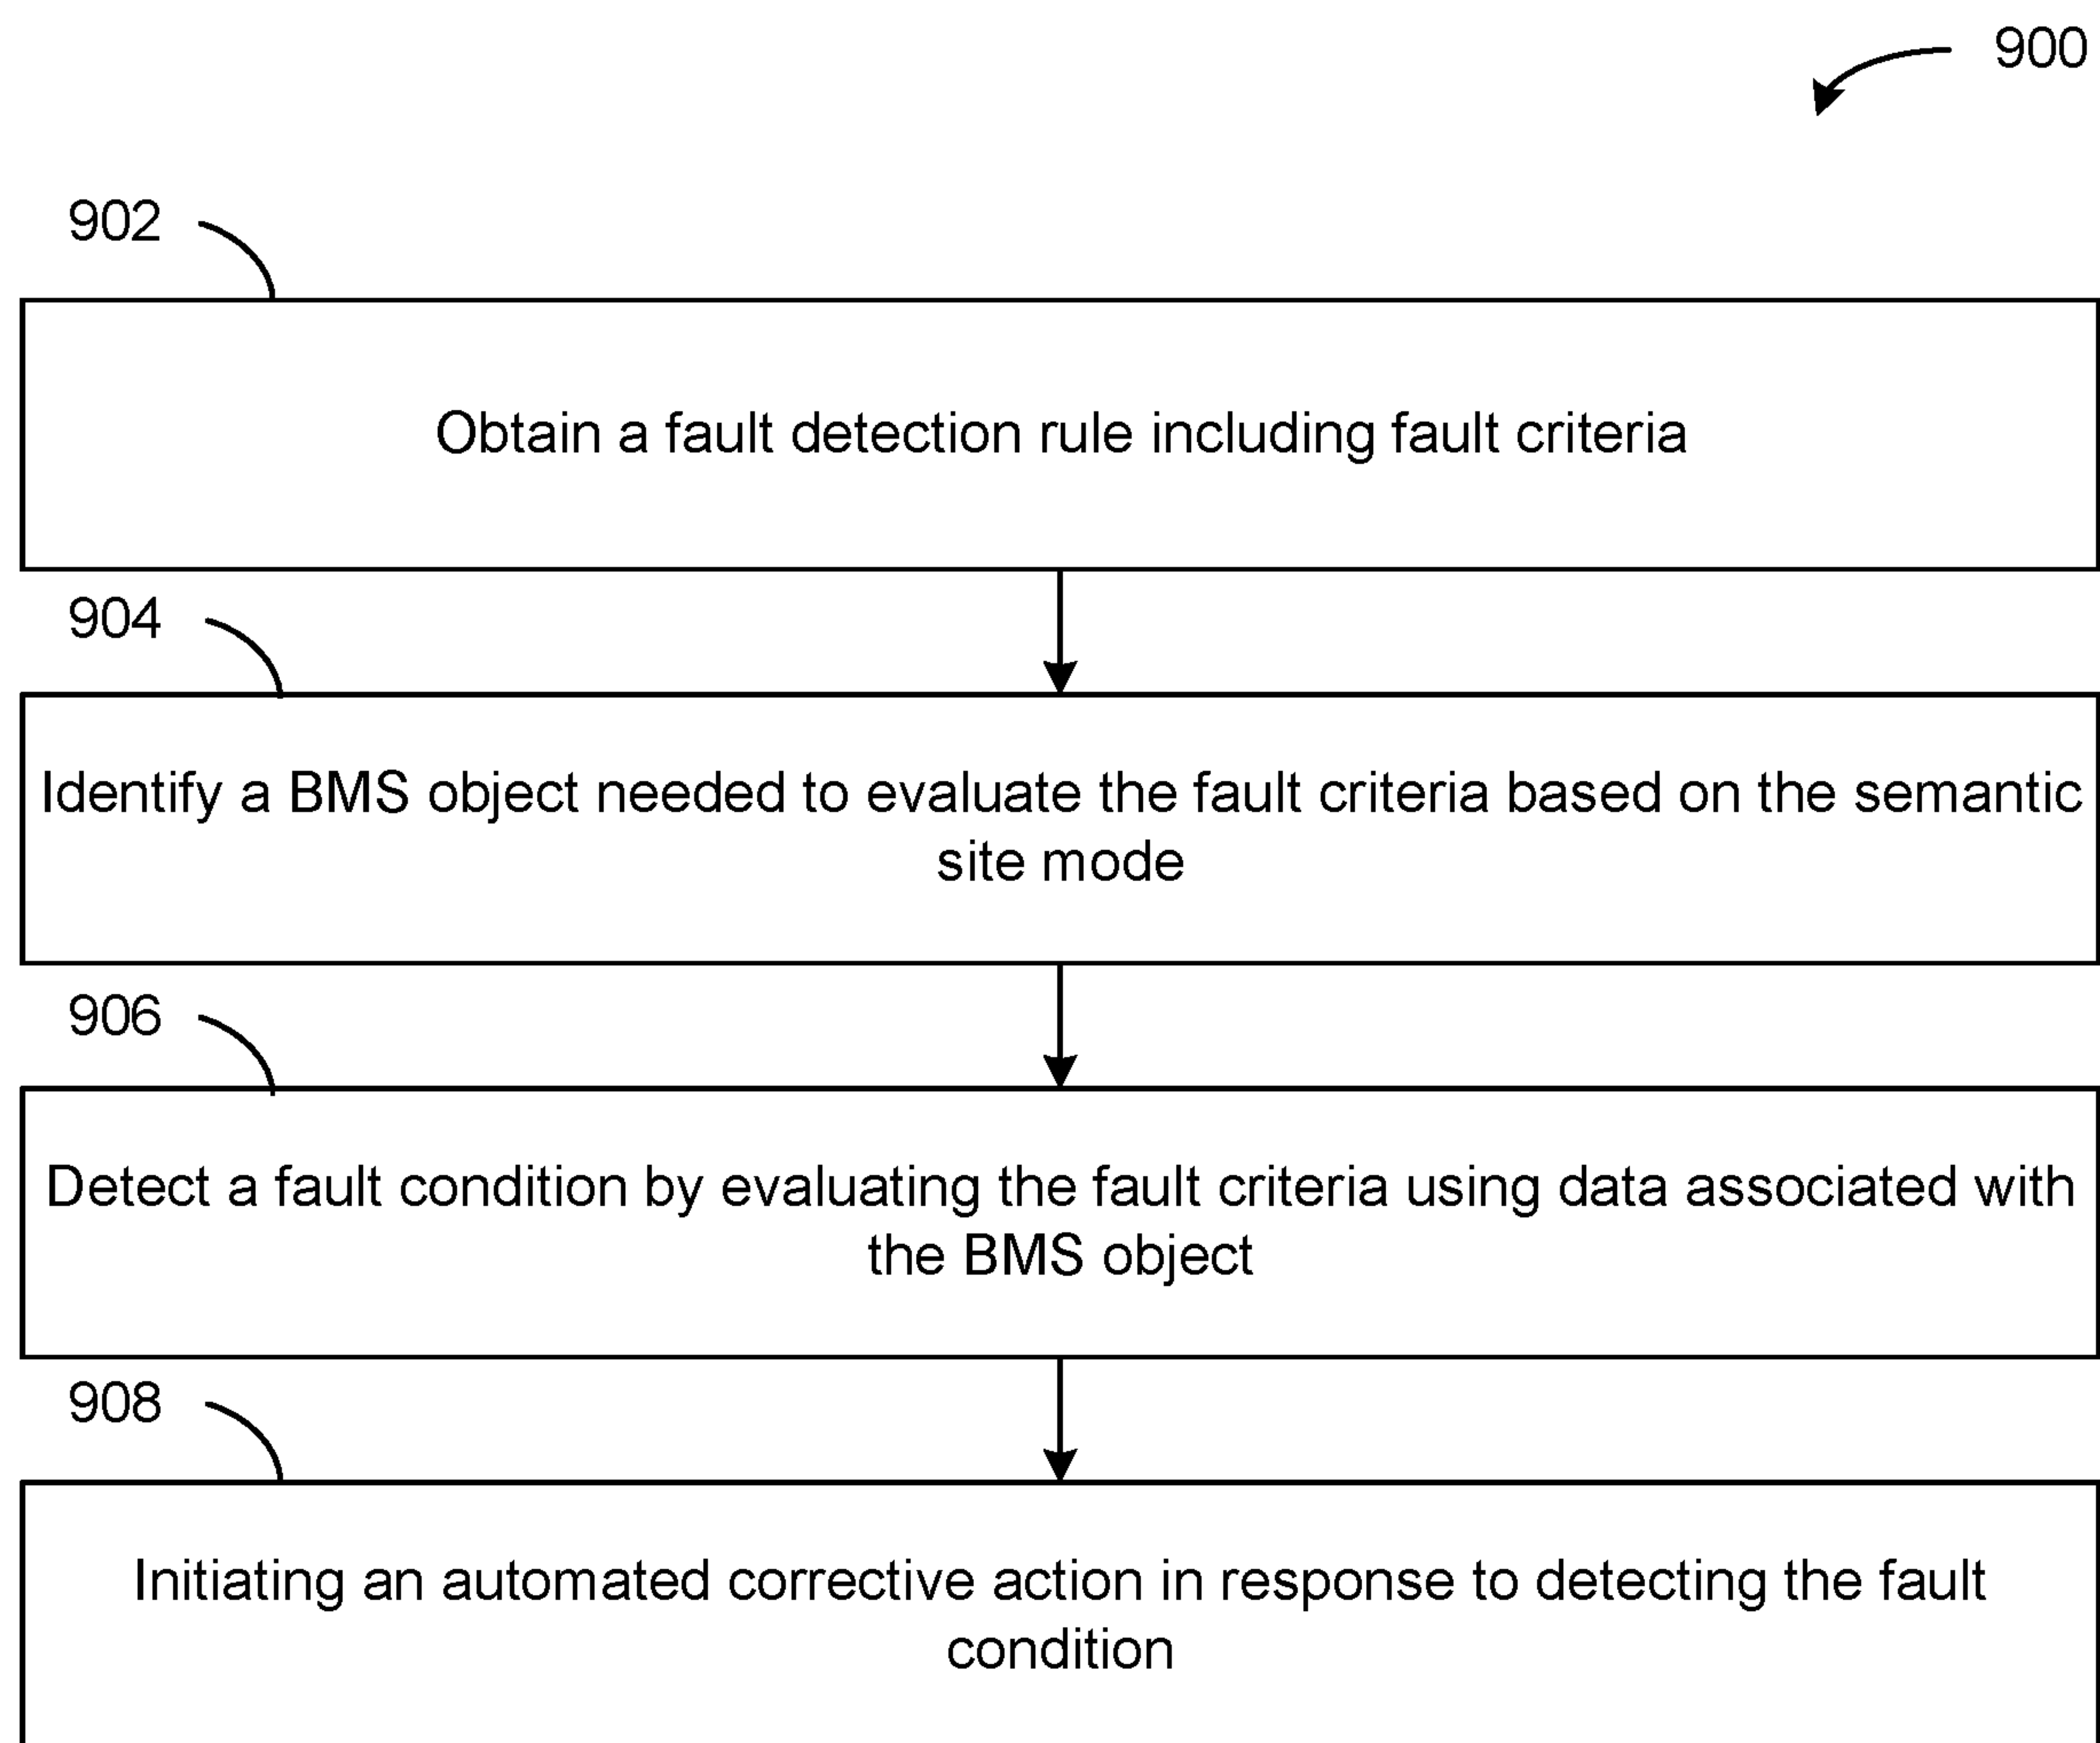 900
902
Obtain a fault detection rule including fault criteria
904
Identify a BMS object needed to evaluate the fault criteria based on the semantic
site mode
906
Detect a fault condition by evaluating the fault criteria using data associated with
the BMS object
908
Initiating an automated corrective action in response to detecting the fault
condition